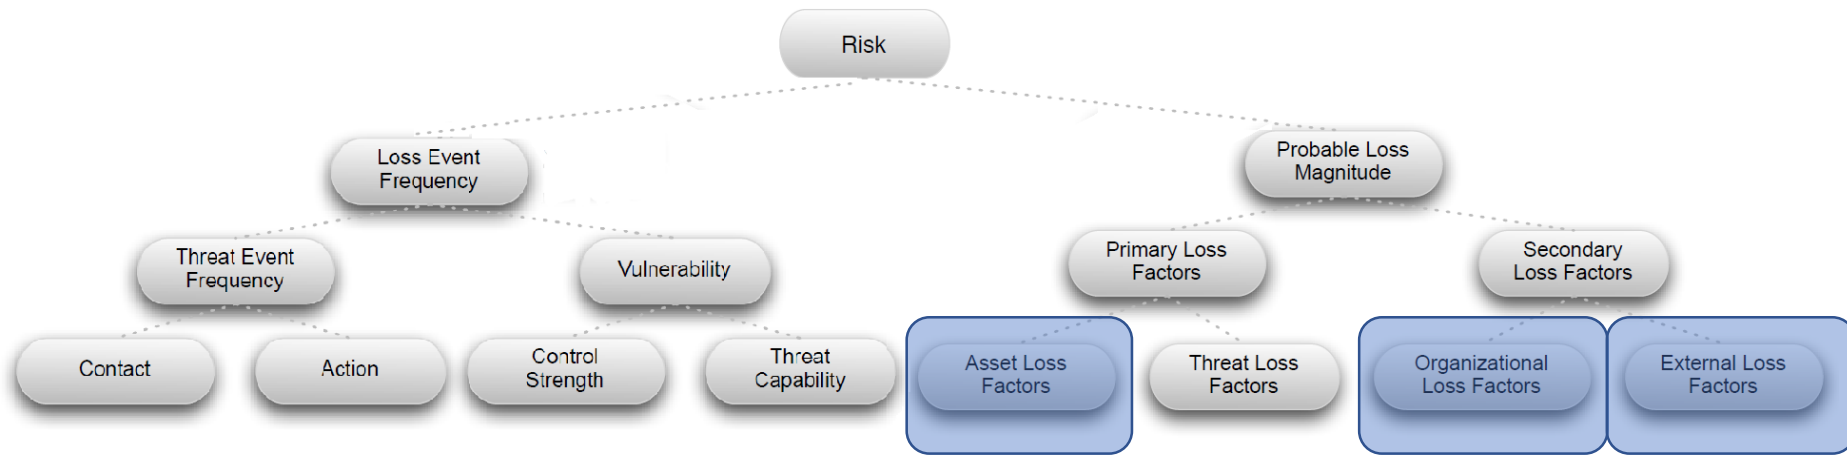 Risk
Loss Event
Frequency
Probable Loss
Magnitude
Threat Event
Frequency
Vulnerability
Primary Loss
Factors
Secondary
Loss Factors
Contact
Action
Control
Strength
Threat
Capability
Asset Loss
Factors
Threat Loss
Factors
Organizational
Loss Factors
External Loss
Factors